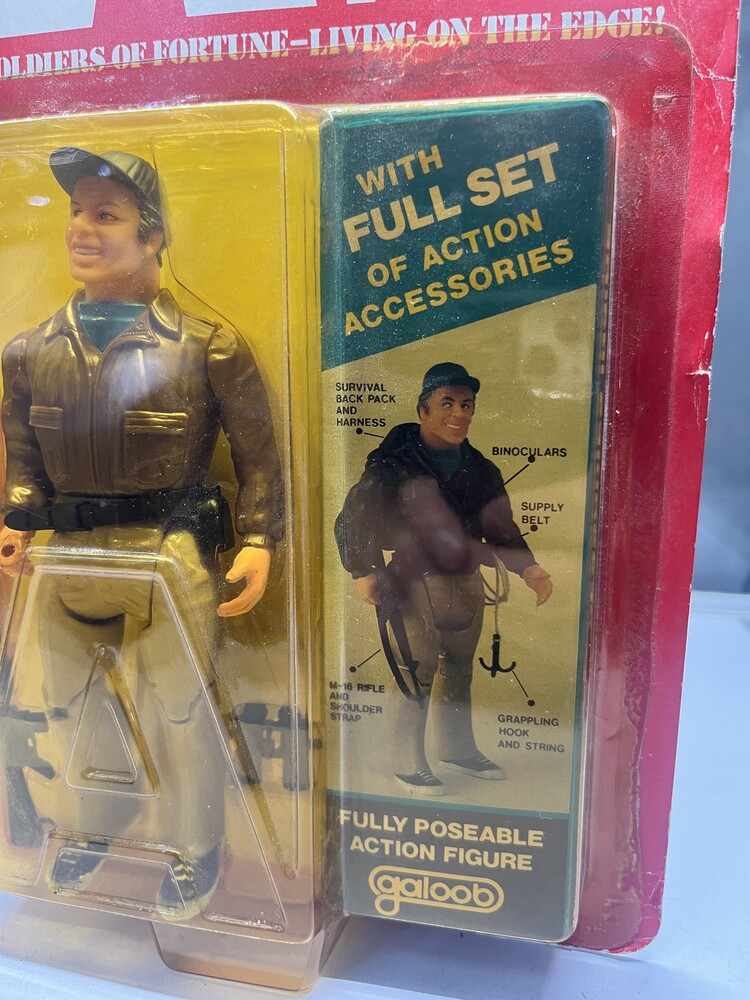 OLDIERS OF FORTUNE–LIVING ON THE EDGE!
WITH
FULL SET
OF ACTION
ACCESSORIES
SURVIVAL
BACK PACK
AND
HARNESS
BINOCULARS
SUPPLY
BELT
M-16 RIFLE
AND
SHOULDER
STRAP
GRAPPLING
HOOK
AND STRING
FULLY POSEABLE
ACTION FIGURE
galoob